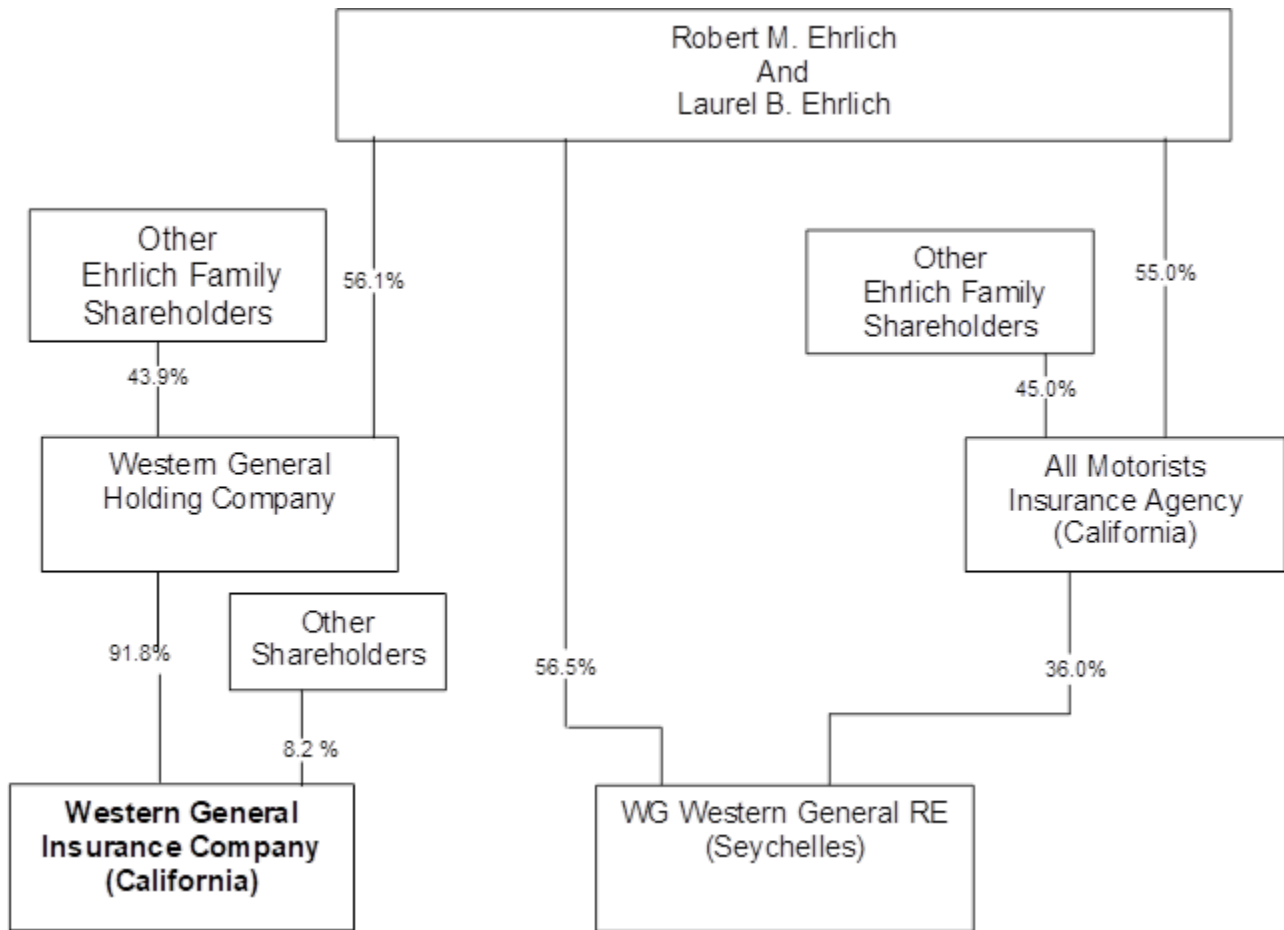 Robert M. Ehrlich
And
Laurel B. Ehrlich
Other
Ehrlich Family
Shareholders
56.1%
Other
Ehrlich Family
Shareholders
55.0%
43.9%
45.0%
Western General
Holding Company
All Motorists
Insurance Agency
(California)
91.8%
Other
Shareholders
56.5%
36.0%
8.2 %
Western General
Insurance Company
(California)
WG Western General RE
(Seychelles)